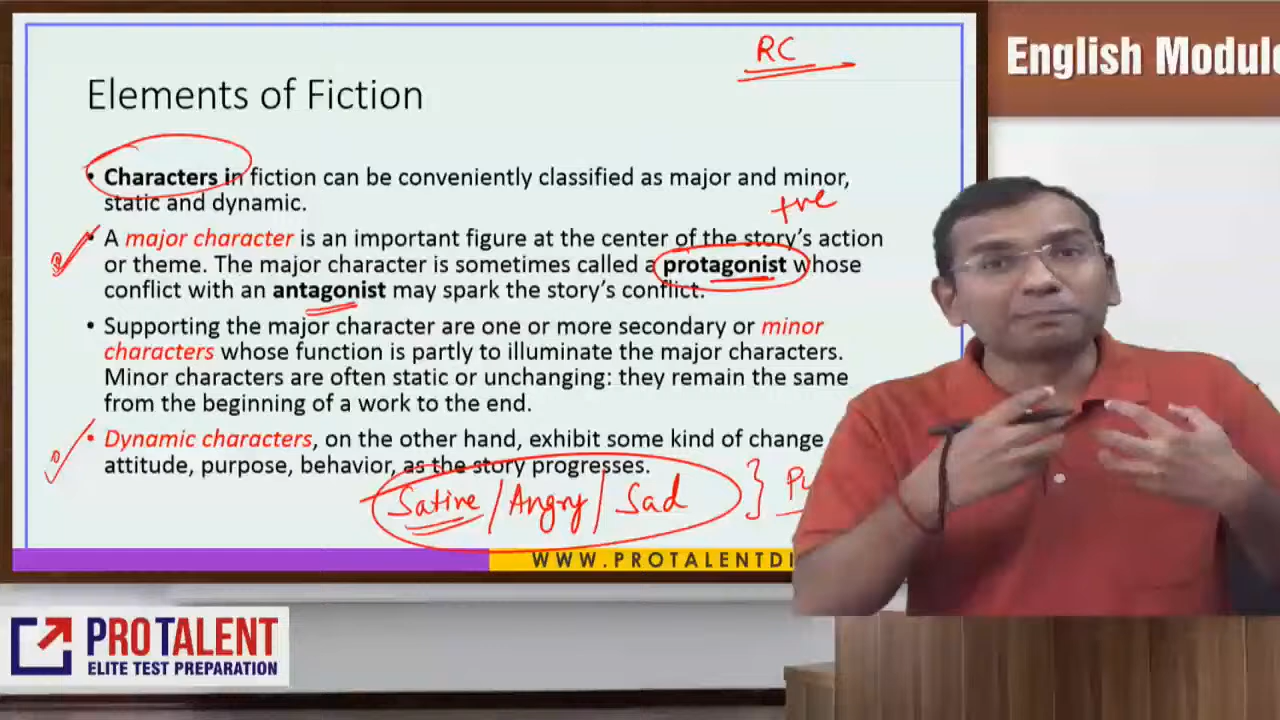 RC
English Module
Elements of Fiction
• Characters in fiction can be conveniently classified as major and minor,
static and dynamic.
+ve
• A major character is an important figure at the center of the story's action
or theme. The major character is sometimes called a protagonist whose
conflict with an antagonist may spark the story's conflict.
• Supporting the major character are one or more secondary or minor
characters whose function is partly to illuminate the major characters.
Minor characters are often static or unchanging: they remain the same
from the beginning of a work to the end.
• Dynamic characters, on the other hand, exhibit some kind of change
attitude, purpose, behavior, as the story progresses.
Satire / Angry / Sad }
WWW.PROTALENTDI
PROTALENT
ELITE TEST PREPARATION